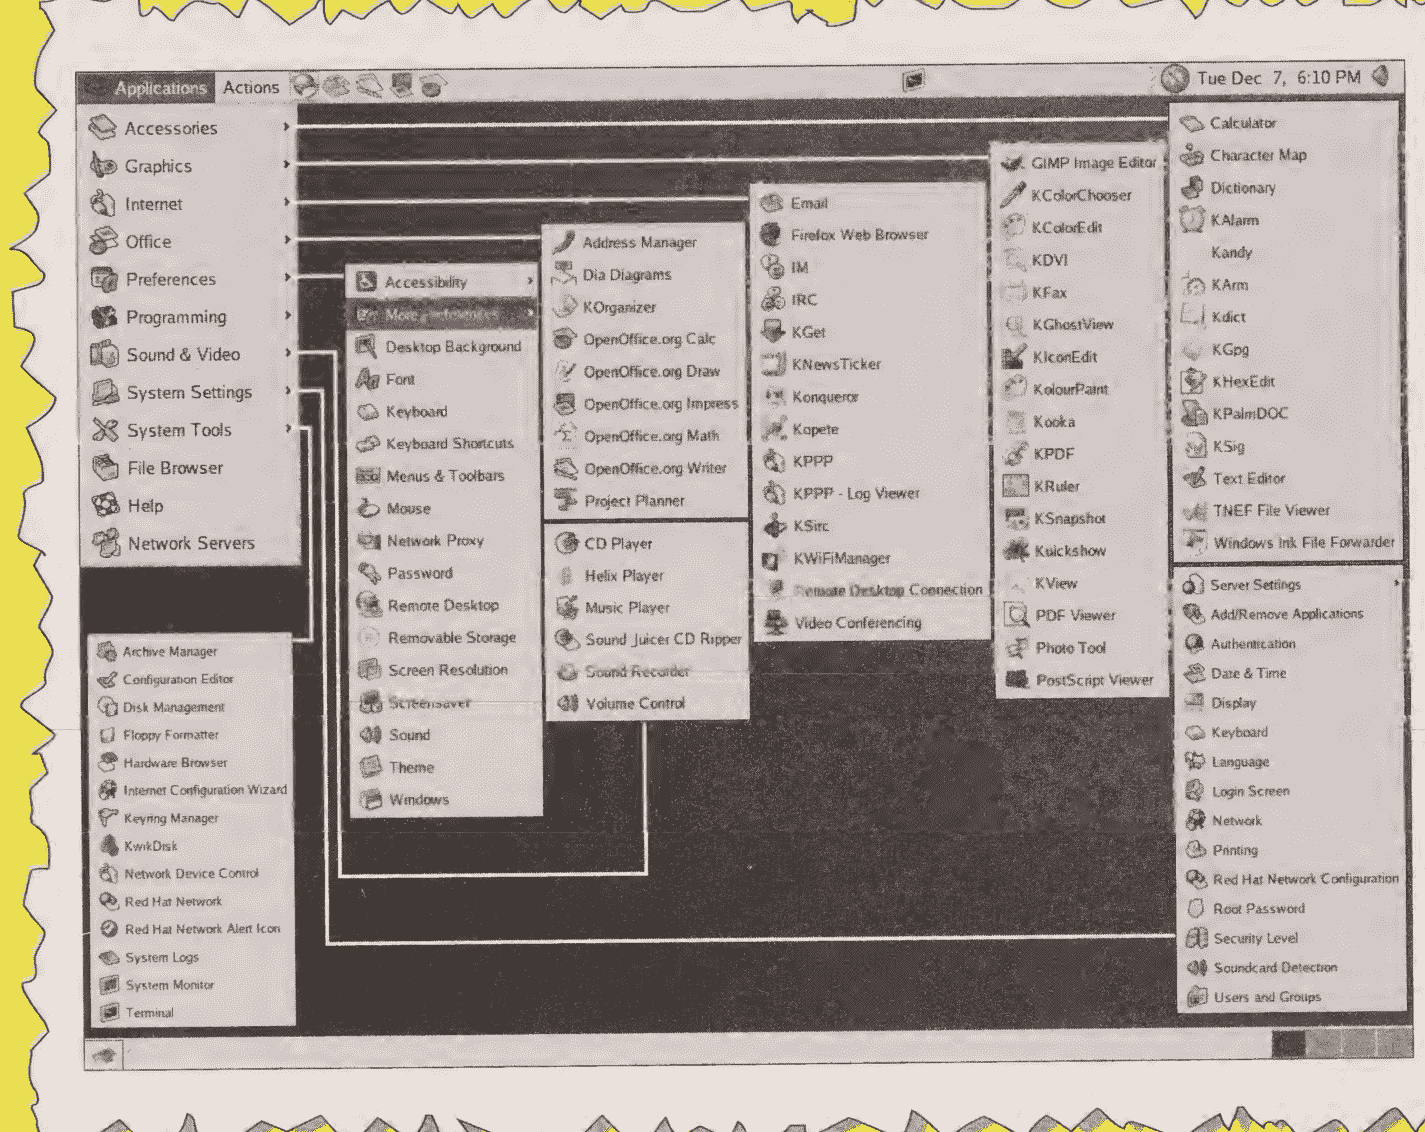 Applications Actions
Tue Dec 7, 6:10 PM
Accessories
Graphics
Internet
Office
Preferences
Programming
Sound & Video
System Settings
System Tools
File Browser
Help
Network Servers
Archive Manager
Configuration Editor
Disk Management
Floppy Formatter
Hardware Browser
Internet Configuration Wizard
Keyring Manager
KwikDisk
Network Device Control
Red Hat Network
Red Hat Network Alert Icon
System Logs
System Monitor
Terminal
Accessibility
More Preferences
Desktop Background
Font
Keyboard
Keyboard Shortcuts
Menus & Toolbars
Mouse
Network Proxy
Password
Remote Desktop
Removable Storage
Screen Resolution
Screensaver
Sound
Theme
Windows
Address Manager
Dia Diagrams
KOrganizer
OpenOffice.org Calc
OpenOffice.org Draw
OpenOffice.org Impress
OpenOffice.org Math
OpenOffice.org Writer
Project Planner
CD Player
Helix Player
Music Player
Sound Juicer CD Ripper
Sound Recorder
Volume Control
Email
Firefox Web Browser
IM
IRC
KGet
KNewsTicker
Konqueror
Kopete
KPPP
KPPP - Log Viewer
KSirc
KWiFiManager
Remote Desktop Connection
Video Conferencing
GIMP Image Editor
KColorChooser
KColorEdit
KDVI
KFax
KGhostView
KIconEdit
KolourPaint
Kooka
KPDF
KRuler
KSnapshot
Kuickshow
KView
PDF Viewer
Photo Tool
PostScript Viewer
Calculator
Character Map
Dictionary
KAlarm
Kandy
KArm
Kdict
KGpg
KHexEdit
KPalmDOC
KSig
Text Editor
TNEF File Viewer
Windows Ink File Forwarder
Server Settings
Add/Remove Applications
Authentication
Date & Time
Display
Keyboard
Language
Login Screen
Network
Printing
Red Hat Network Configuration
Root Password
Security Level
Soundcard Detection
Users and Groups